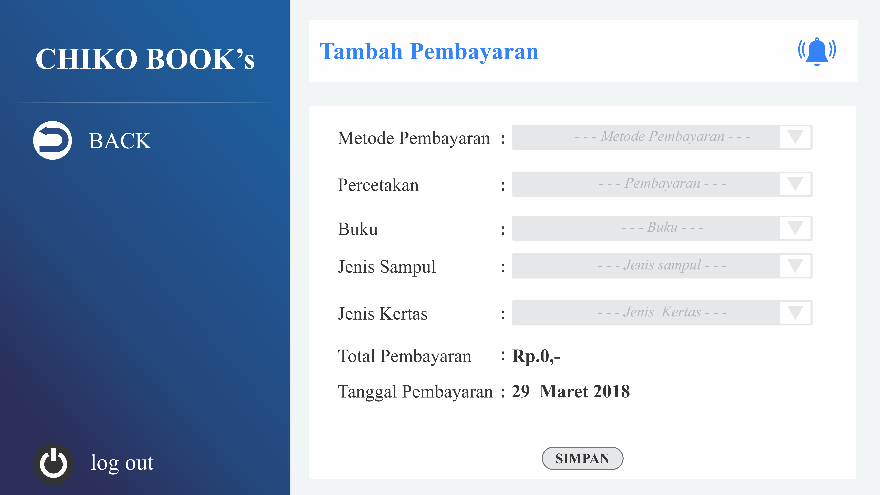 CHIKO BOOK’s
BACK
log out
Tambah Pembayaran
Metode Pembayaran : - - - Metode Pembayaran - - -
Percetakan : - - - Pembayaran - - -
Buku : - - - Buku - - -
Jenis Sampul : - - - Jenis sampul - - -
Jenis Kertas : - - - Jenis Kertas - - -
Total Pembayaran : Rp.0,-
Tanggal Pembayaran : 29 Maret 2018
SIMPAN